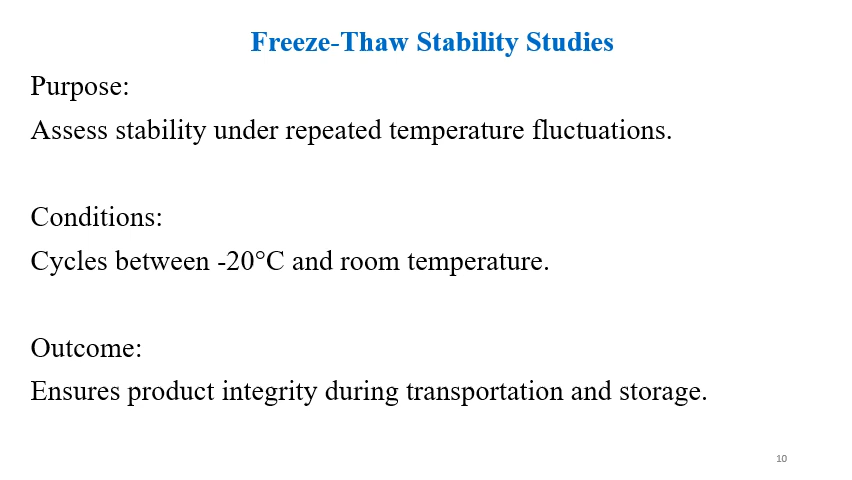 Freeze-Thaw Stability Studies
Purpose:
Assess stability under repeated temperature fluctuations.
Conditions:
Cycles between -20°C and room temperature.
Outcome:
Ensures product integrity during transportation and storage.
10